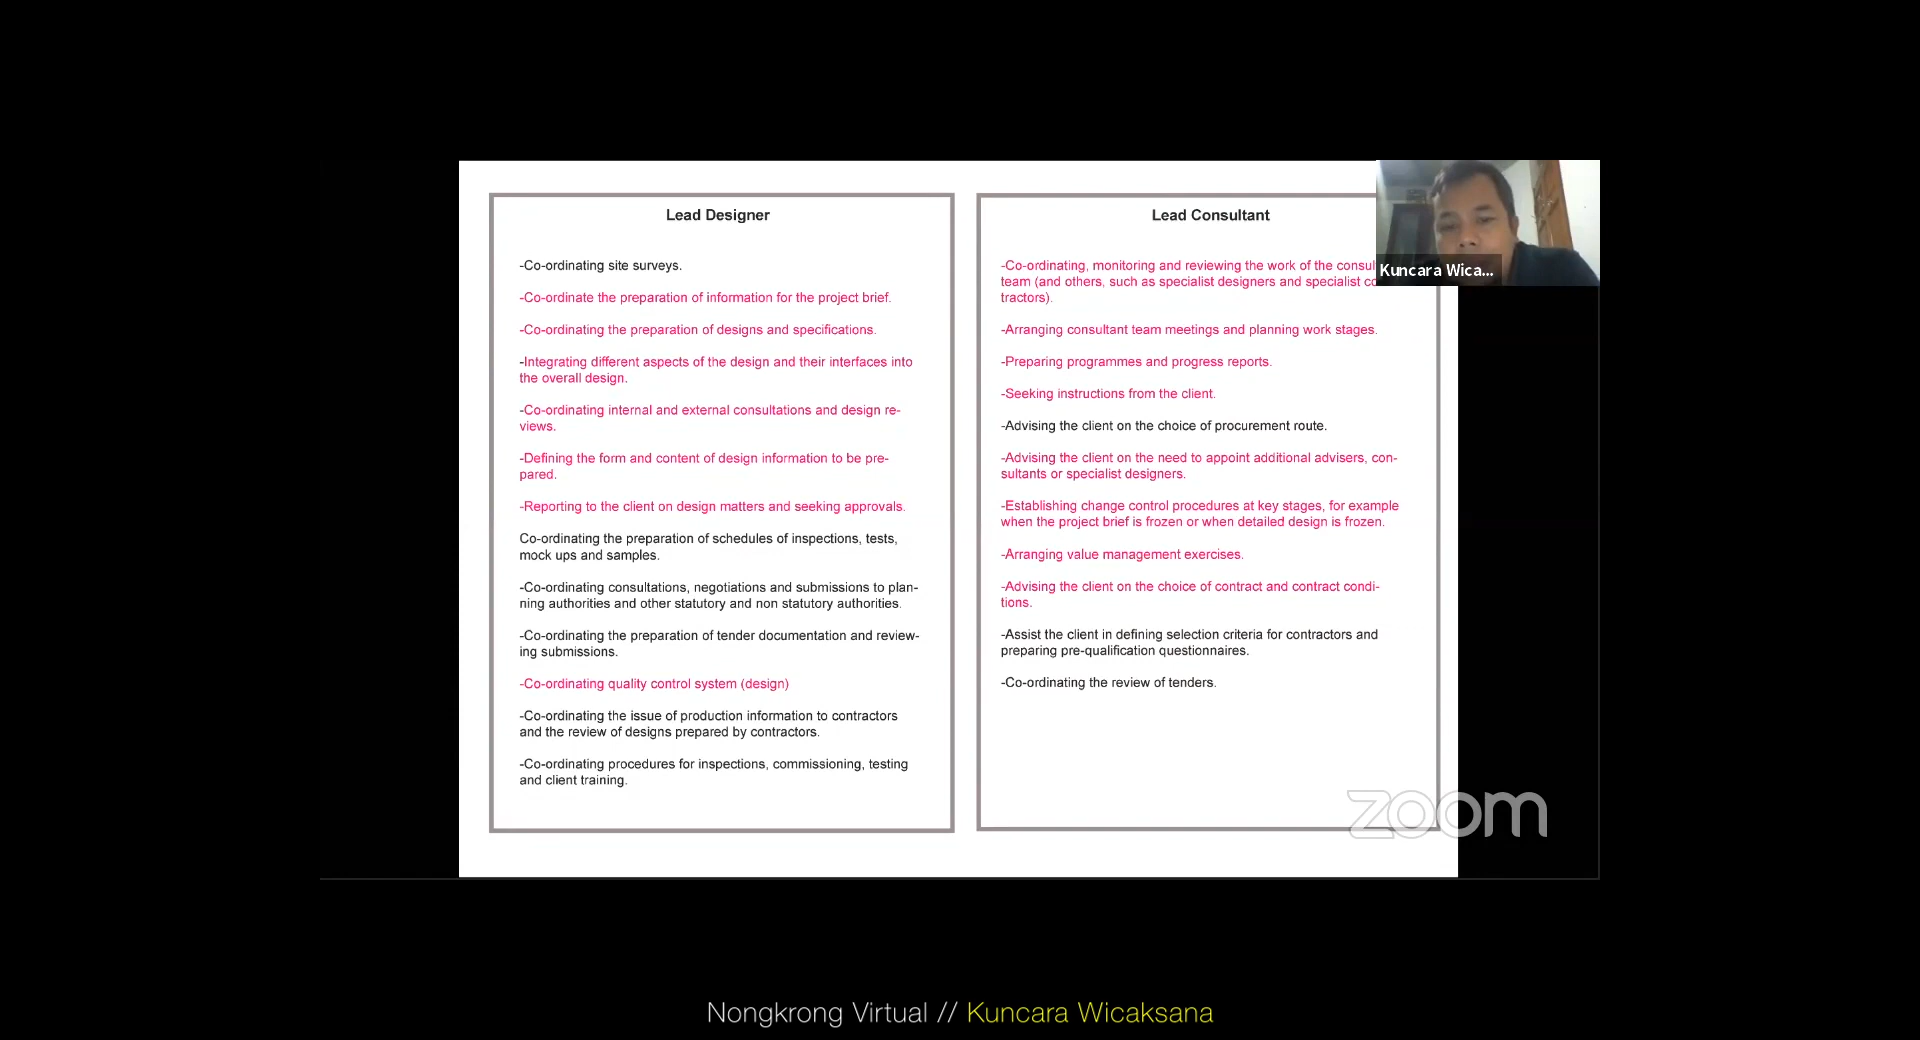 Lead Designer
-Co-ordinating site surveys.
-Co-ordinate the preparation of information for the project brief.
-Co-ordinating the preparation of designs and specifications.
-Integrating different aspects of the design and their interfaces into
the overall design.
-Co-ordinating internal and external consultations and design re-
views.
-Defining the form and content of design information to be pre-
pared.
-Reporting to the client on design matters and seeking approvals.
Co-ordinating the preparation of schedules of inspections, tests,
mock ups and samples.
-Co-ordinating consultations, negotiations and submissions to plan-
ning authorities and other statutory and non statutory authorities.
-Co-ordinating the preparation of tender documentation and review-
ing submissions.
-Co-ordinating quality control system (design)
-Co-ordinating the issue of production information to contractors
and the review of designs prepared by contractors.
-Co-ordinating procedures for inspections, commissioning, testing
and client training.
Lead Consultant
-Co-ordinating, monitoring and reviewing the work of the
team (and others, such as specialist designers and specialist
tractors).
-Arranging consultant team meetings and planning work stages.
-Preparing programmes and progress reports.
-Seeking instructions from the client.
-Advising the client on the choice of procurement route.
-Advising the client on the need to appoint additional advisers, con-
sultants or specialist designers.
-Establishing change control procedures at key stages, for example
when the project brief is frozen or when detailed design is frozen.
-Arranging value management exercises.
-Advising the client on the choice of contract and contract condi-
tions.
-Assist the client in defining selection criteria for contractors and
preparing pre-qualification questionnaires.
-Co-ordinating the review of tenders.
Kuncara Wica...
zoom
Nongkrong Virtual // Kuncara Wicaksana